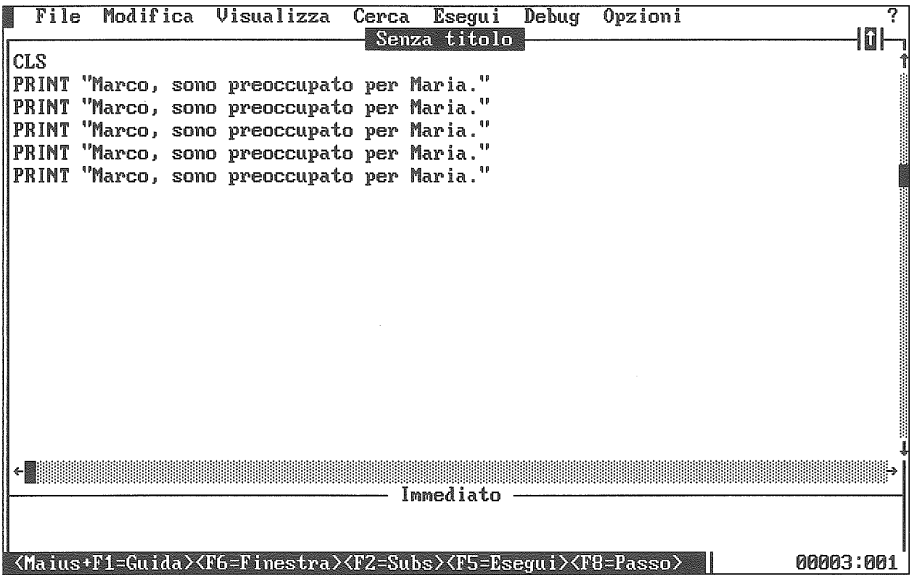 File Modifica Visualizza Cerca Esegui Debug Opzioni ?
Senza titolo
CLS
PRINT "Marco, sono preoccupato per Maria."
PRINT "Marco, sono preoccupato per Maria."
PRINT "Marco, sono preoccupato per Maria."
PRINT "Marco, sono preoccupato per Maria."
PRINT "Marco, sono preoccupato per Maria."
Immediato
<Maius+F1=Guida><F6=Finestra><F2=Subs><F5=Esegui><F8=Passo> 00003:001